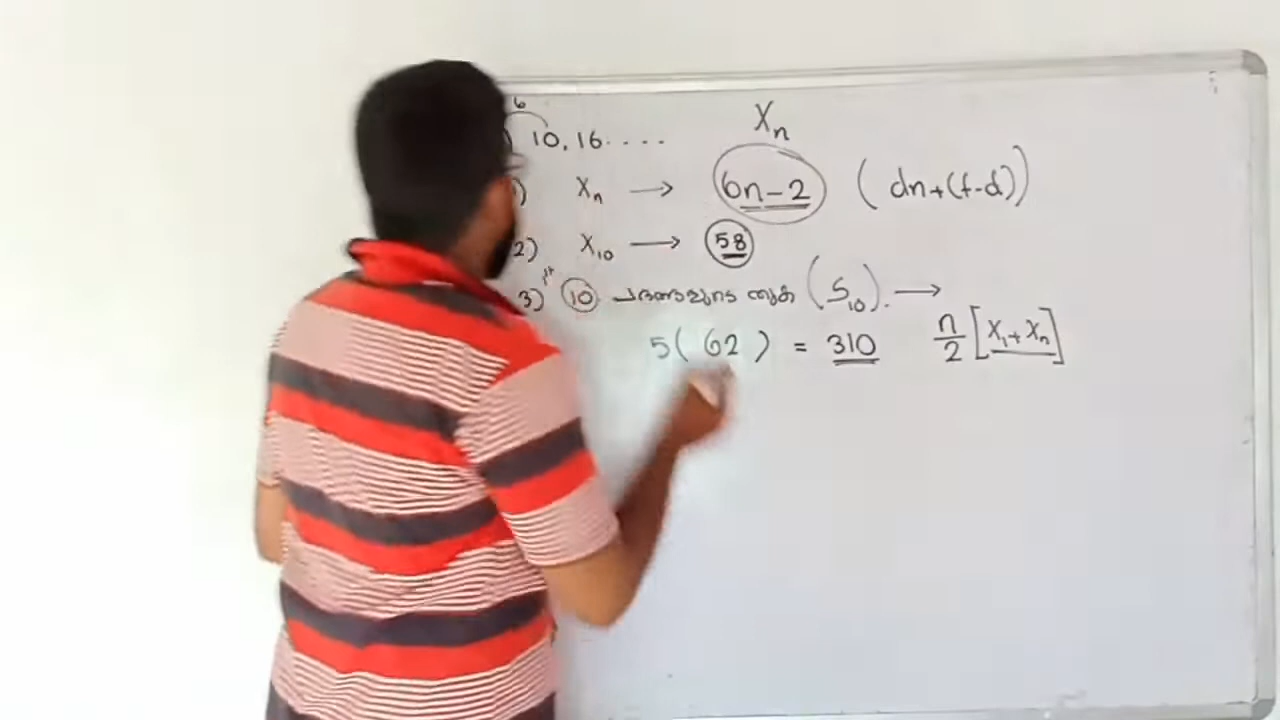 6
Xₙ
10, 16 . . . .
Xₙ → 6n - 2 (dn+(f-d))
2) X₁₀ → 58
3) 10 പദങ്ങളുടെ തുക (S₁₀). →
5( 62 ) = 310 n/2 [X₁ + Xₙ]